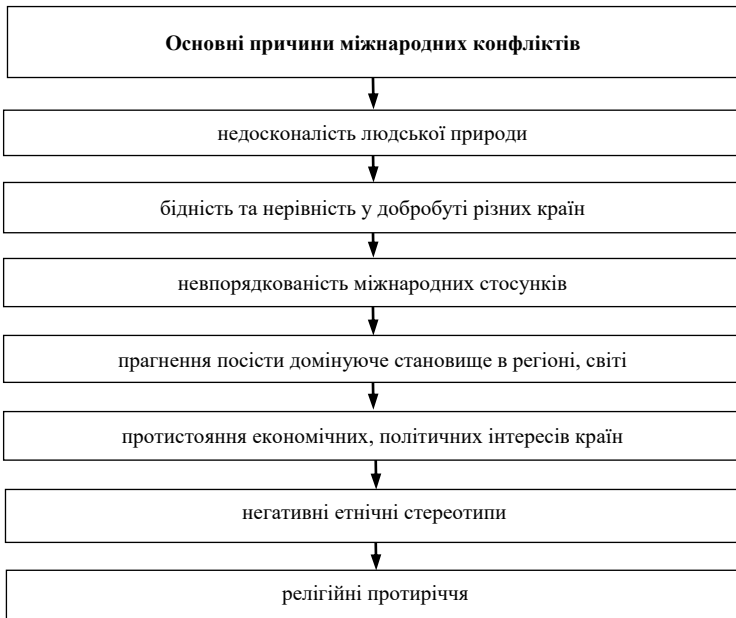 Основні причини міжнародних конфліктів
недосконалість людської природи
бідність та нерівність у добробуті різних країн
невпорядкованість міжнародних стосунків
прагнення посісти домінуюче становище в регіоні, світі
протистояння економічних, політичних інтересів країн
негативні етнічні стереотипи
релігійні протиріччя